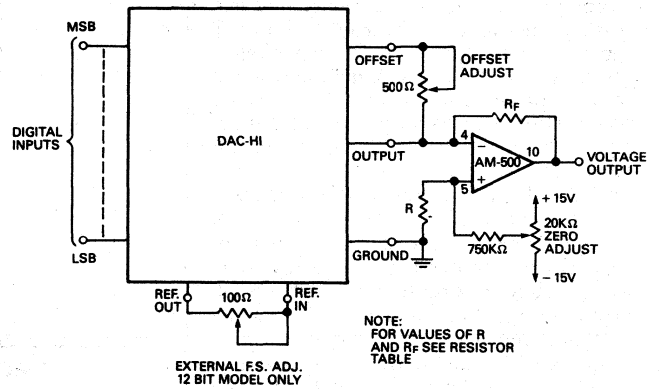 MSB
DIGITAL
INPUTS
LSB
DAC-HI
OFFSET
OFFSET
ADJUST
500Ω
OUTPUT
RF
4
−
AM-500
10
+
5
VOLTAGE
OUTPUT
R
+ 15V
20KΩ
ZERO
ADJUST
750KΩ
− 15V
GROUND
REF.
OUT
100Ω
REF.
IN
EXTERNAL F.S. ADJ.
12 BIT MODEL ONLY
NOTE:
FOR VALUES OF R
AND RF SEE RESISTOR
TABLE